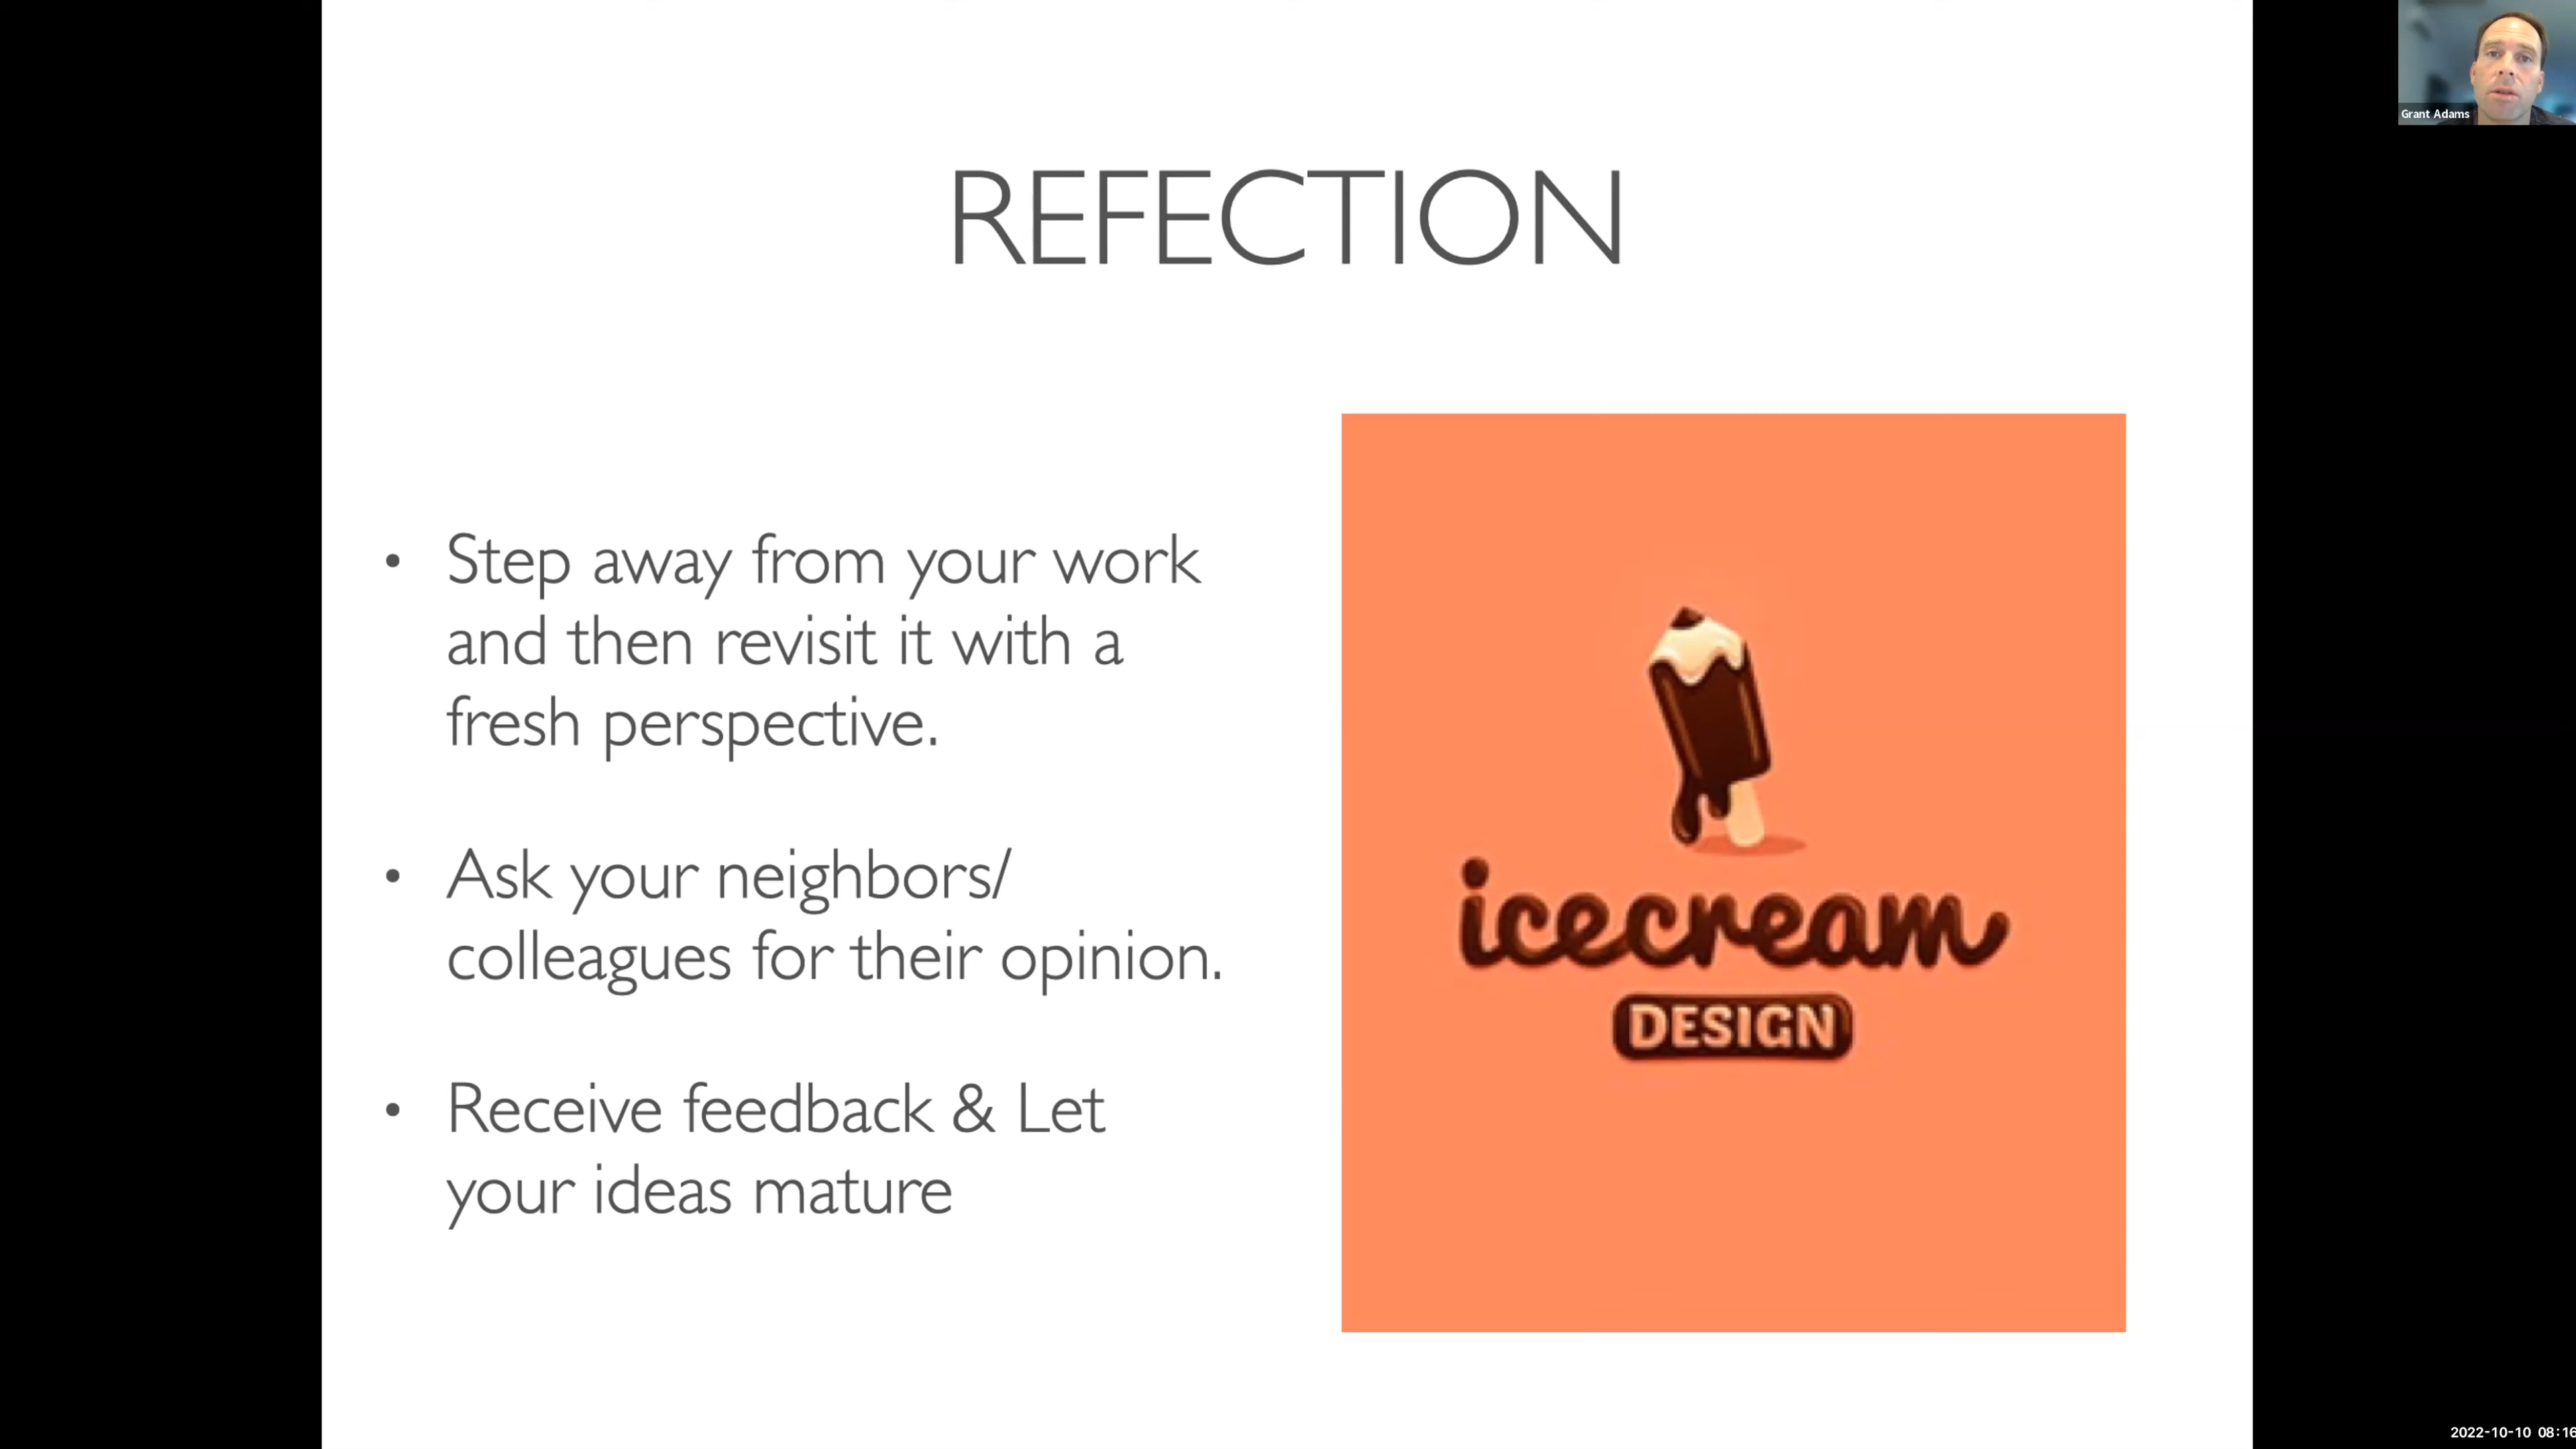 Grant Adams
REFECTION
• Step away from your work
and then revisit it with a
fresh perspective.
• Ask your neighbors/
colleagues for their opinion.
• Receive feedback & Let
your ideas mature
icecream
DESIGN
2022-10-10 08:16